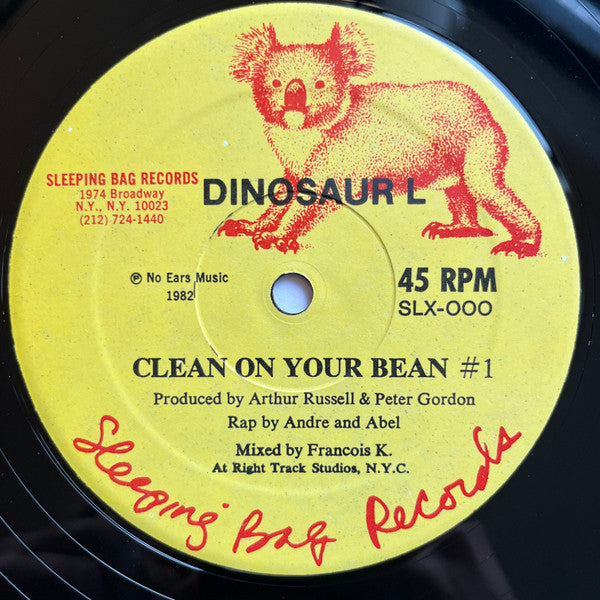 SLEEPING BAG RECORDS
1974 Broadway
N.Y., N.Y. 10023
(212) 724-1440
DINOSAUR L
℗ No Ears Music
1982
45 RPM
SLX-OOO
CLEAN ON YOUR BEAN #1
Produced by Arthur Russell & Peter Gordon
Rap by Andre and Abel
Mixed by Francois K.
At Right Track Studios, N.Y.C.
Sleeping Bag Records